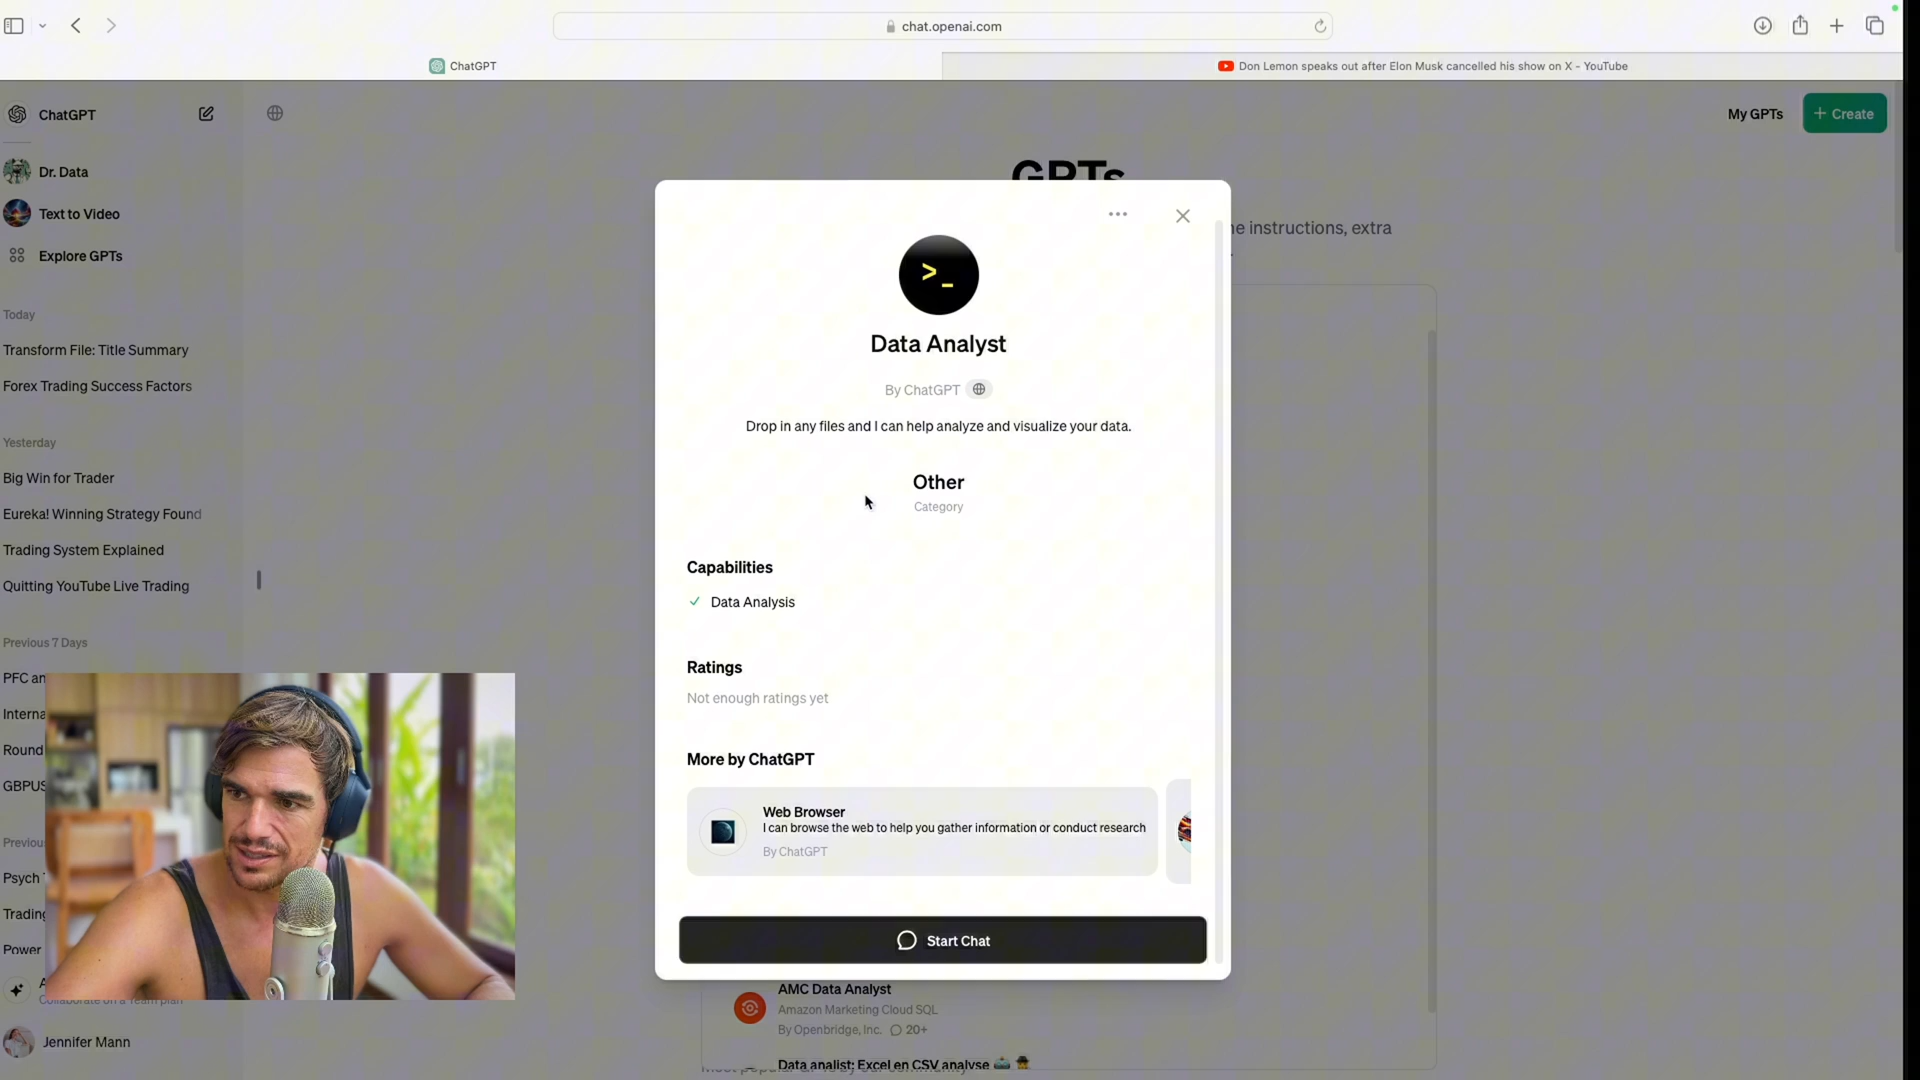 chat.openai.com
ChatGPT
Don Lemon speaks out after Elon Musk cancelled his show on X - YouTube
ChatGPT
My GPTs
+ Create
Dr. Data
Text to Video
Explore GPTs
Today
Transform File: Title Summary
Forex Trading Success Factors
Yesterday
Big Win for Trader
Eureka! Winning Strategy Found
Trading System Explained
Quitting YouTube Live Trading
Previous 7 Days
PFC
Round
Psych
Power
Collaborate on a Team plan
Jennifer Mann
GPTs
instructions, extra
>_
Data Analyst
By ChatGPT
Drop in any files and I can help analyze and visualize your data.
Other
Category
Capabilities
Data Analysis
Ratings
Not enough ratings yet
More by ChatGPT
Web Browser
I can browse the web to help you gather information or conduct research
By ChatGPT
Start Chat
AMC Data Analyst
Amazon Marketing Cloud SQL
By Openbridge, Inc. 20+
Data analist: Excel en CSV analyse